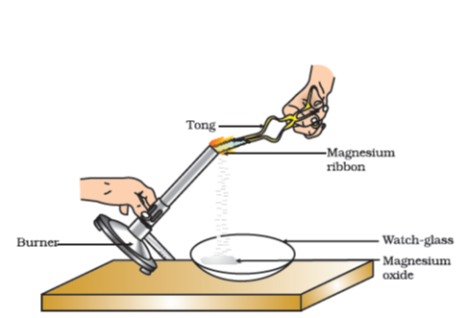 Tong
Magnesium
ribbon
Burner
Watch-glass
Magnesium
oxide